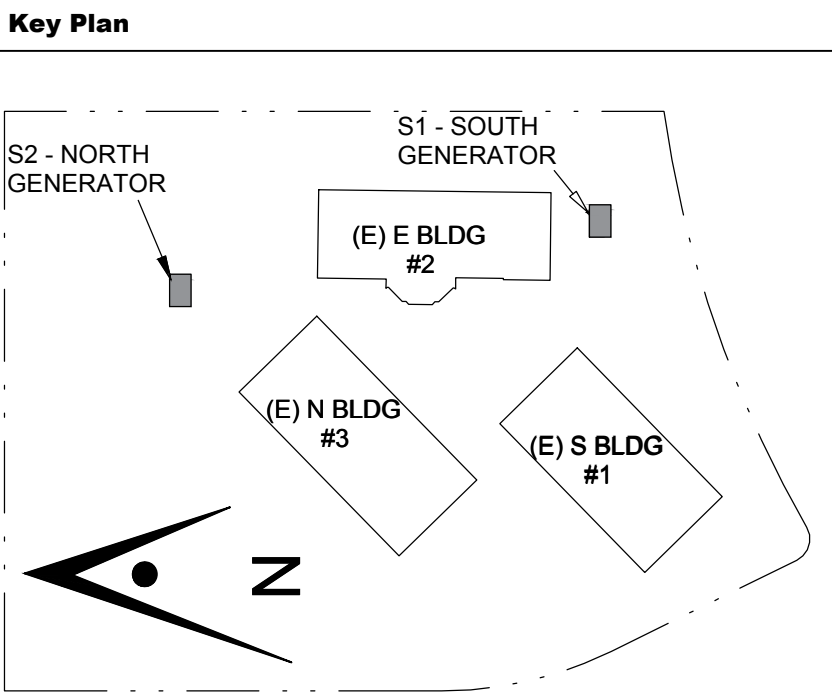 Key Plan
S1 - SOUTH
GENERATOR
S2 - NORTH
GENERATOR
(E) E BLDG
#2
(E) N BLDG
#3
(E) S BLDG
#1
N